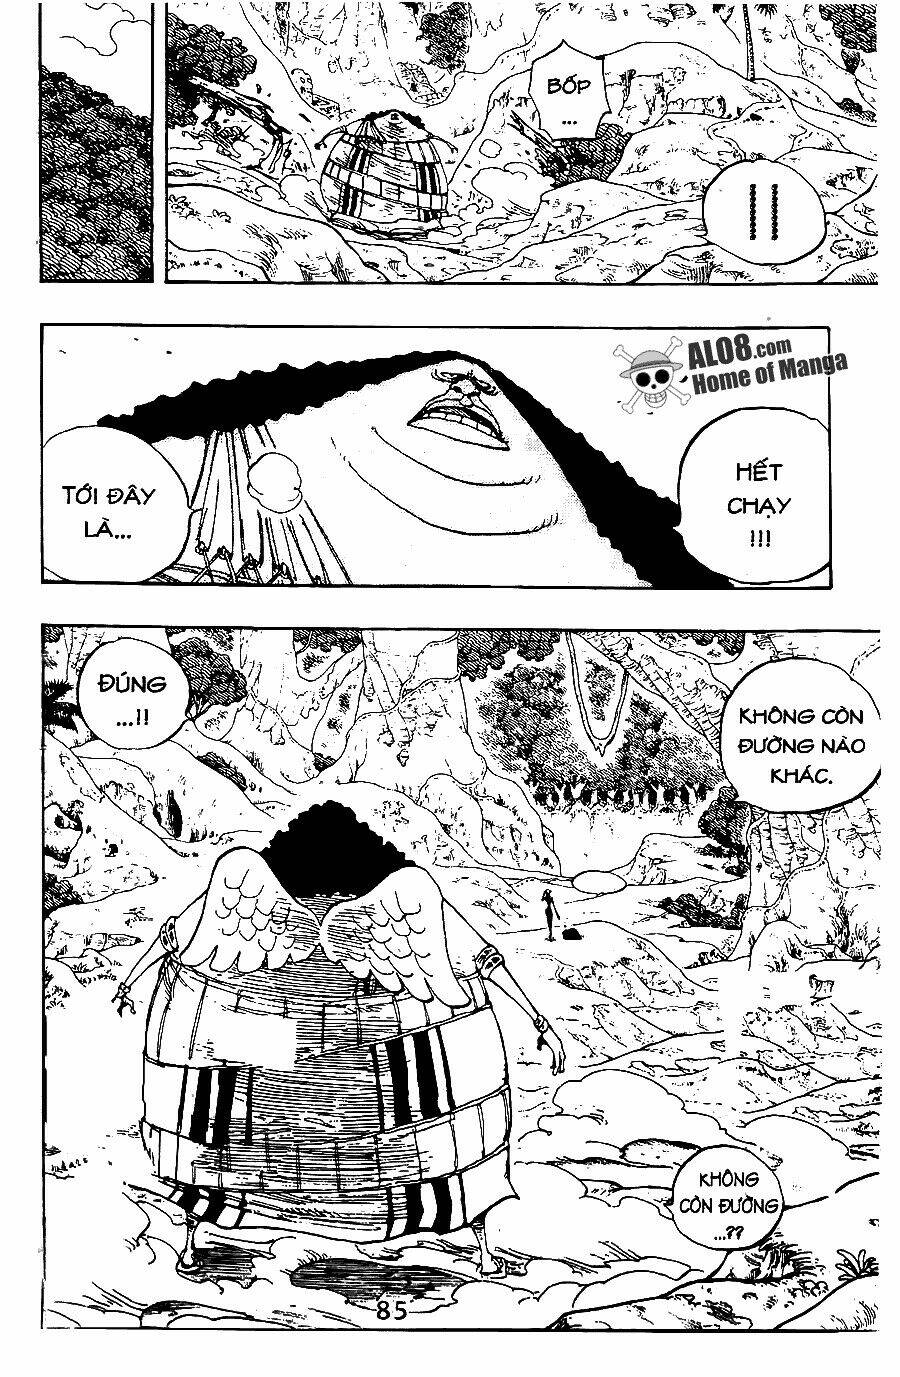 BỐP
...
!!
AL08.com
Home of Manga
TỚI ĐÂY
LÀ...
HẾT
CHẠY
!!!
ĐÚNG
...!!
KHÔNG CÒN
ĐƯỜNG NÀO
KHÁC.
KHÔNG
CÒN ĐƯỜNG
...??
85